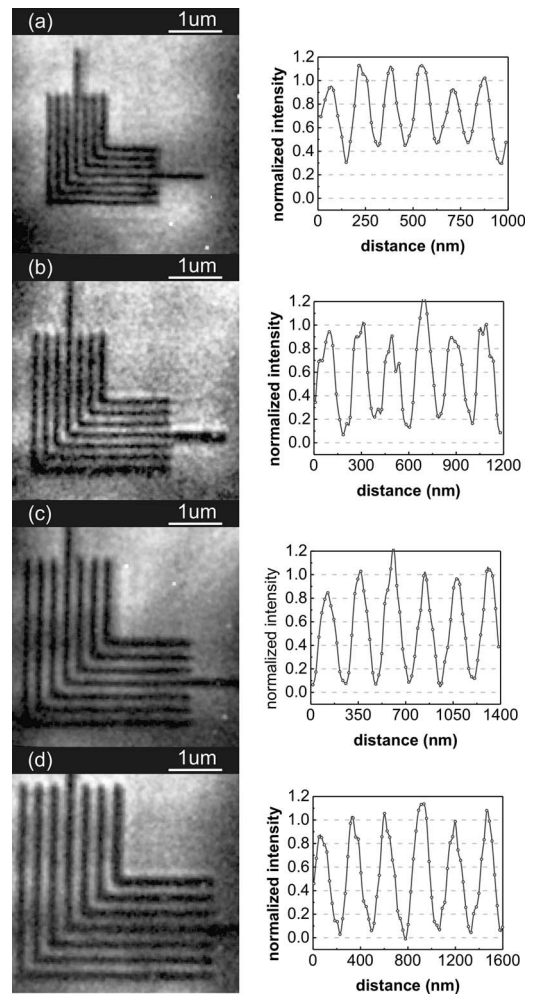 (a) 1um
1.2
1.0
0.8
0.6
0.4
0.2
0.0
0 250 500 750 1000
normalized intensity
distance (nm)
(b) 1um
1.2
1.0
0.8
0.6
0.4
0.2
0.0
0 300 600 900 1200
normalized intensity
distance (nm)
(c) 1um
1.2
1.0
0.8
0.6
0.4
0.2
0.0
0 350 700 1050 1400
normalized intensity
distance (nm)
(d) 1um
1.2
1.0
0.8
0.6
0.4
0.2
0.0
0 400 800 1200 1600
normalized intensity
distance (nm)